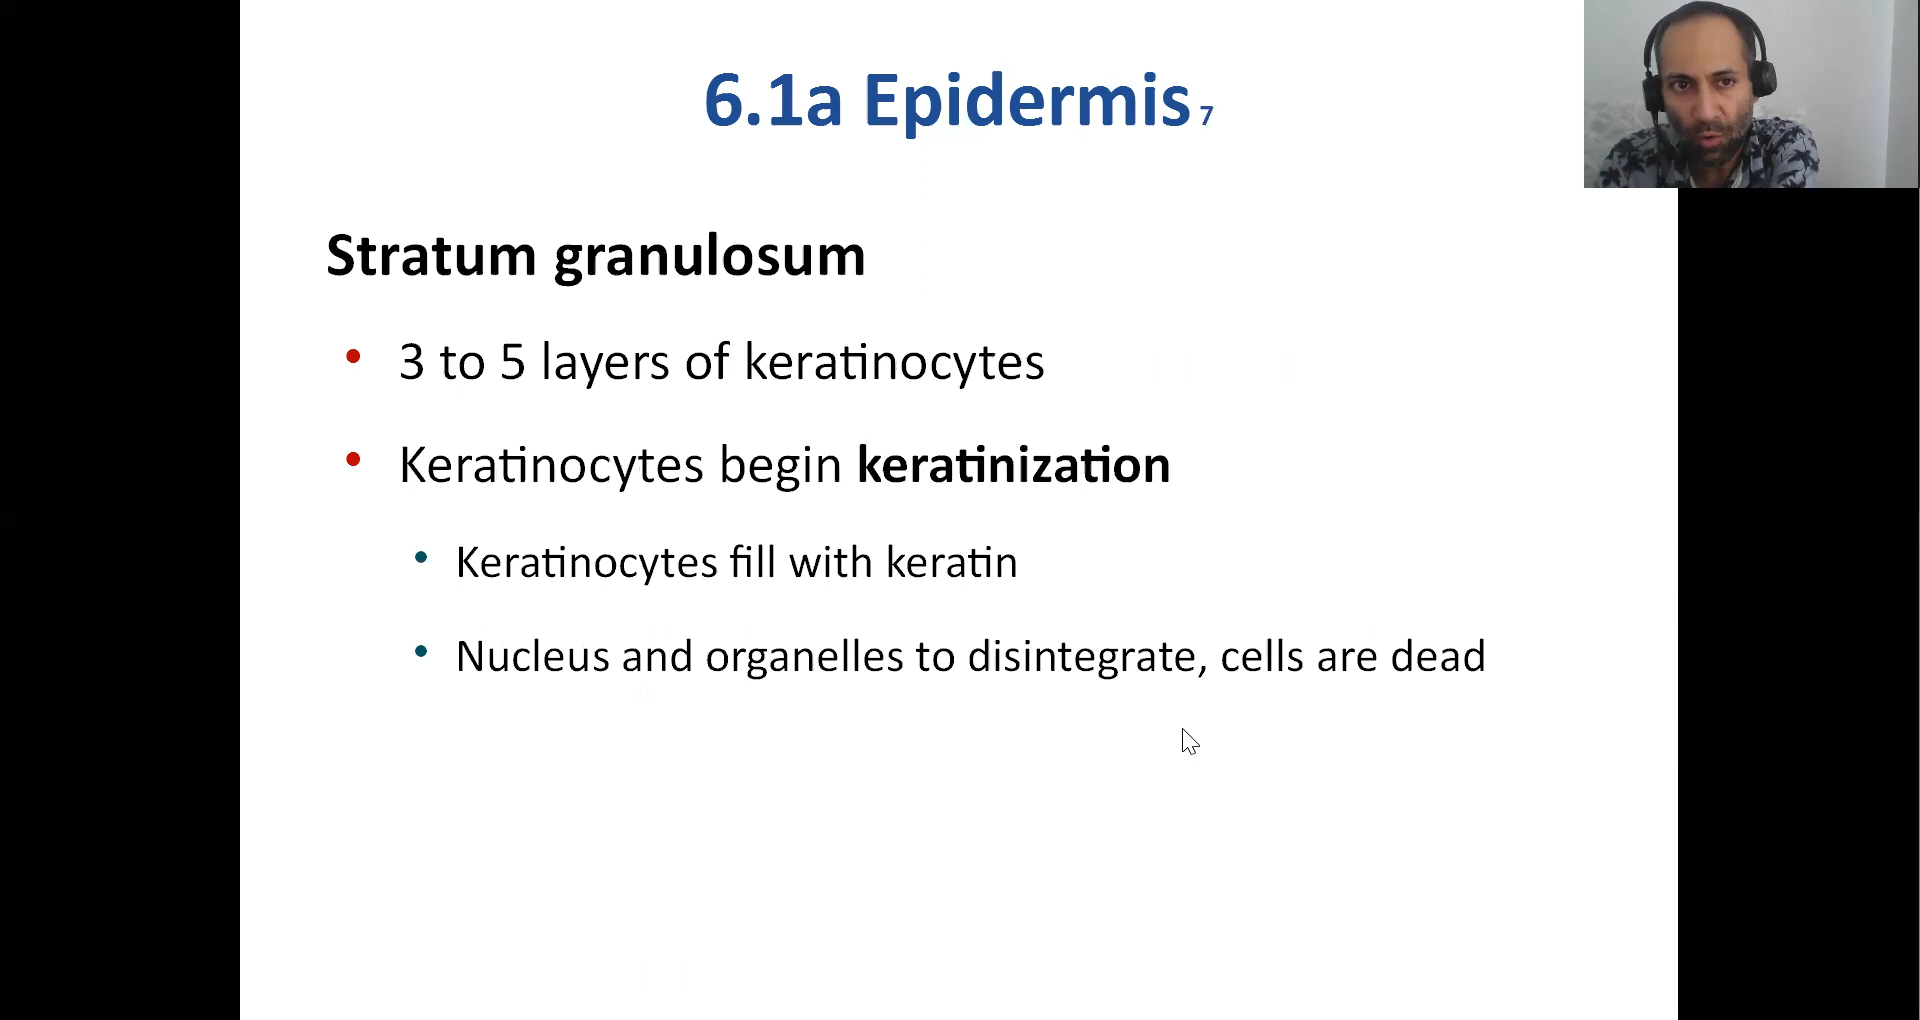 6.1a Epidermis 7
Stratum granulosum
• 3 to 5 layers of keratinocytes
• Keratinocytes begin keratinization
• Keratinocytes fill with keratin
• Nucleus and organelles to disintegrate, cells are dead